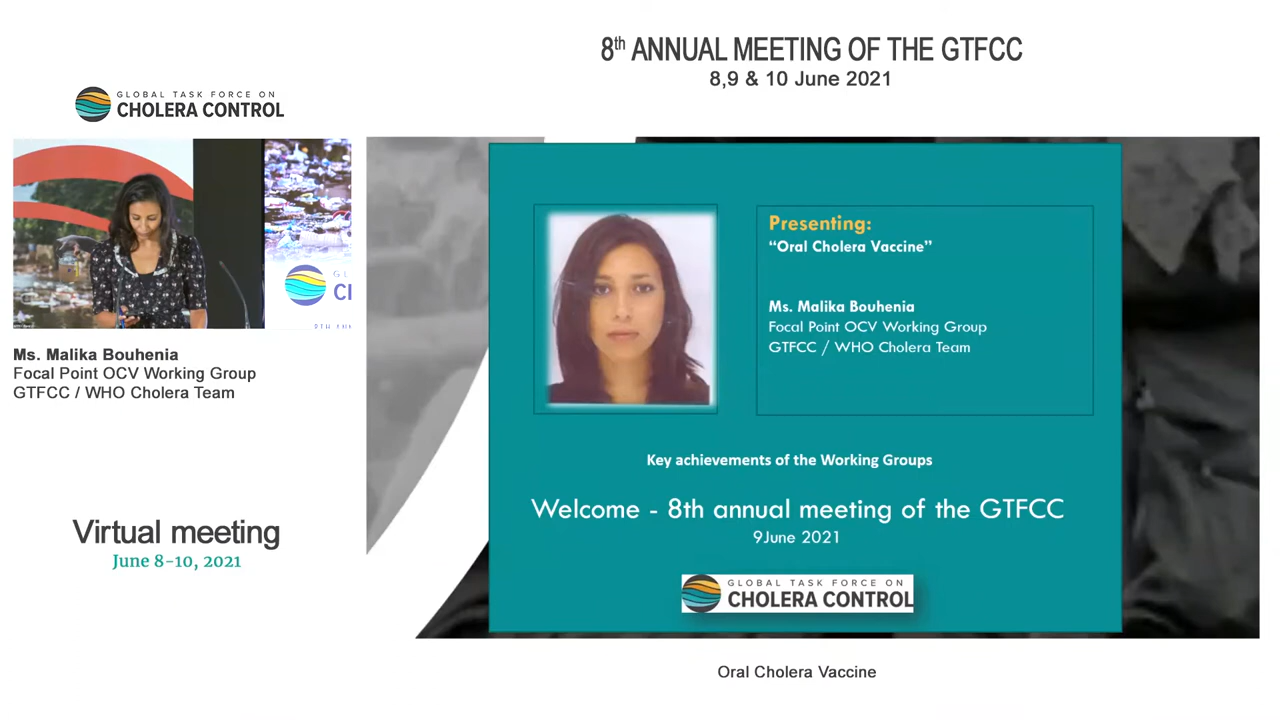 8th ANNUAL MEETING OF THE GTFCC
8,9 & 10 June 2021
GLOBAL TASK FORCE ON
CHOLERA CONTROL
Ms. Malika Bouhenia
Focal Point OCV Working Group
GTFCC / WHO Cholera Team
Virtual meeting
June 8-10, 2021
Presenting:
“Oral Cholera Vaccine”
Ms. Malika Bouhenia
Focal Point OCV Working Group
GTFCC / WHO Cholera Team
Key achievements of the Working Groups
Welcome - 8th annual meeting of the GTFCC
9June 2021
GLOBAL TASK FORCE ON
CHOLERA CONTROL
Oral Cholera Vaccine